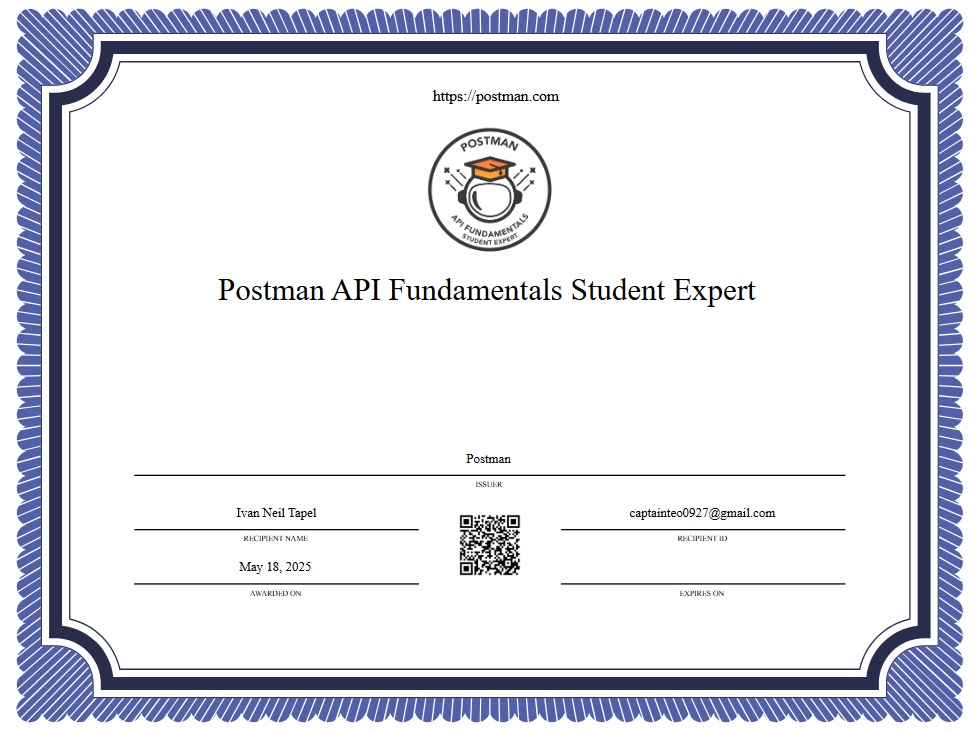 https://postman.com
POSTMAN
API FUNDAMENTALS
STUDENT EXPERT
Postman API Fundamentals Student Expert
Postman
ISSUER
Ivan Neil Tapel
RECIPIENT NAME
captainteo0927@gmail.com
RECIPIENT ID
May 18, 2025
AWARDED ON
EXPIRES ON